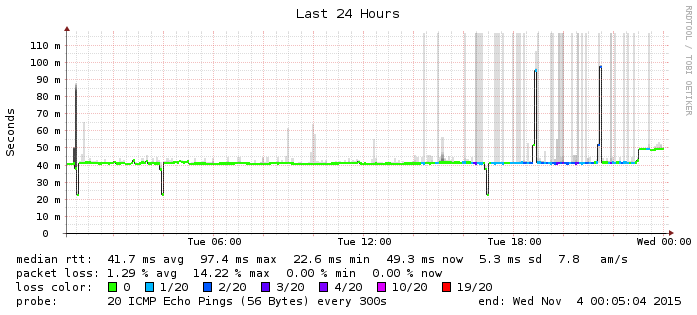 Last 24 Hours
RRDTOOL / TOBI OETIKER
Seconds
110 m
100 m
90 m
80 m
70 m
60 m
50 m
40 m
30 m
20 m
10 m
0
Tue 06:00 Tue 12:00 Tue 18:00 Wed 00:00
median rtt: 41.7 ms avg 97.4 ms max 22.6 ms min 49.3 ms now 5.3 ms sd 7.8 am/s
packet loss: 1.29 % avg 14.22 % max 0.00 % min 0.00 % now
loss color: 0 1/20 2/20 3/20 4/20 10/20 19/20
probe: 20 ICMP Echo Pings (56 Bytes) every 300s end: Wed Nov 4 00:05:04 2015